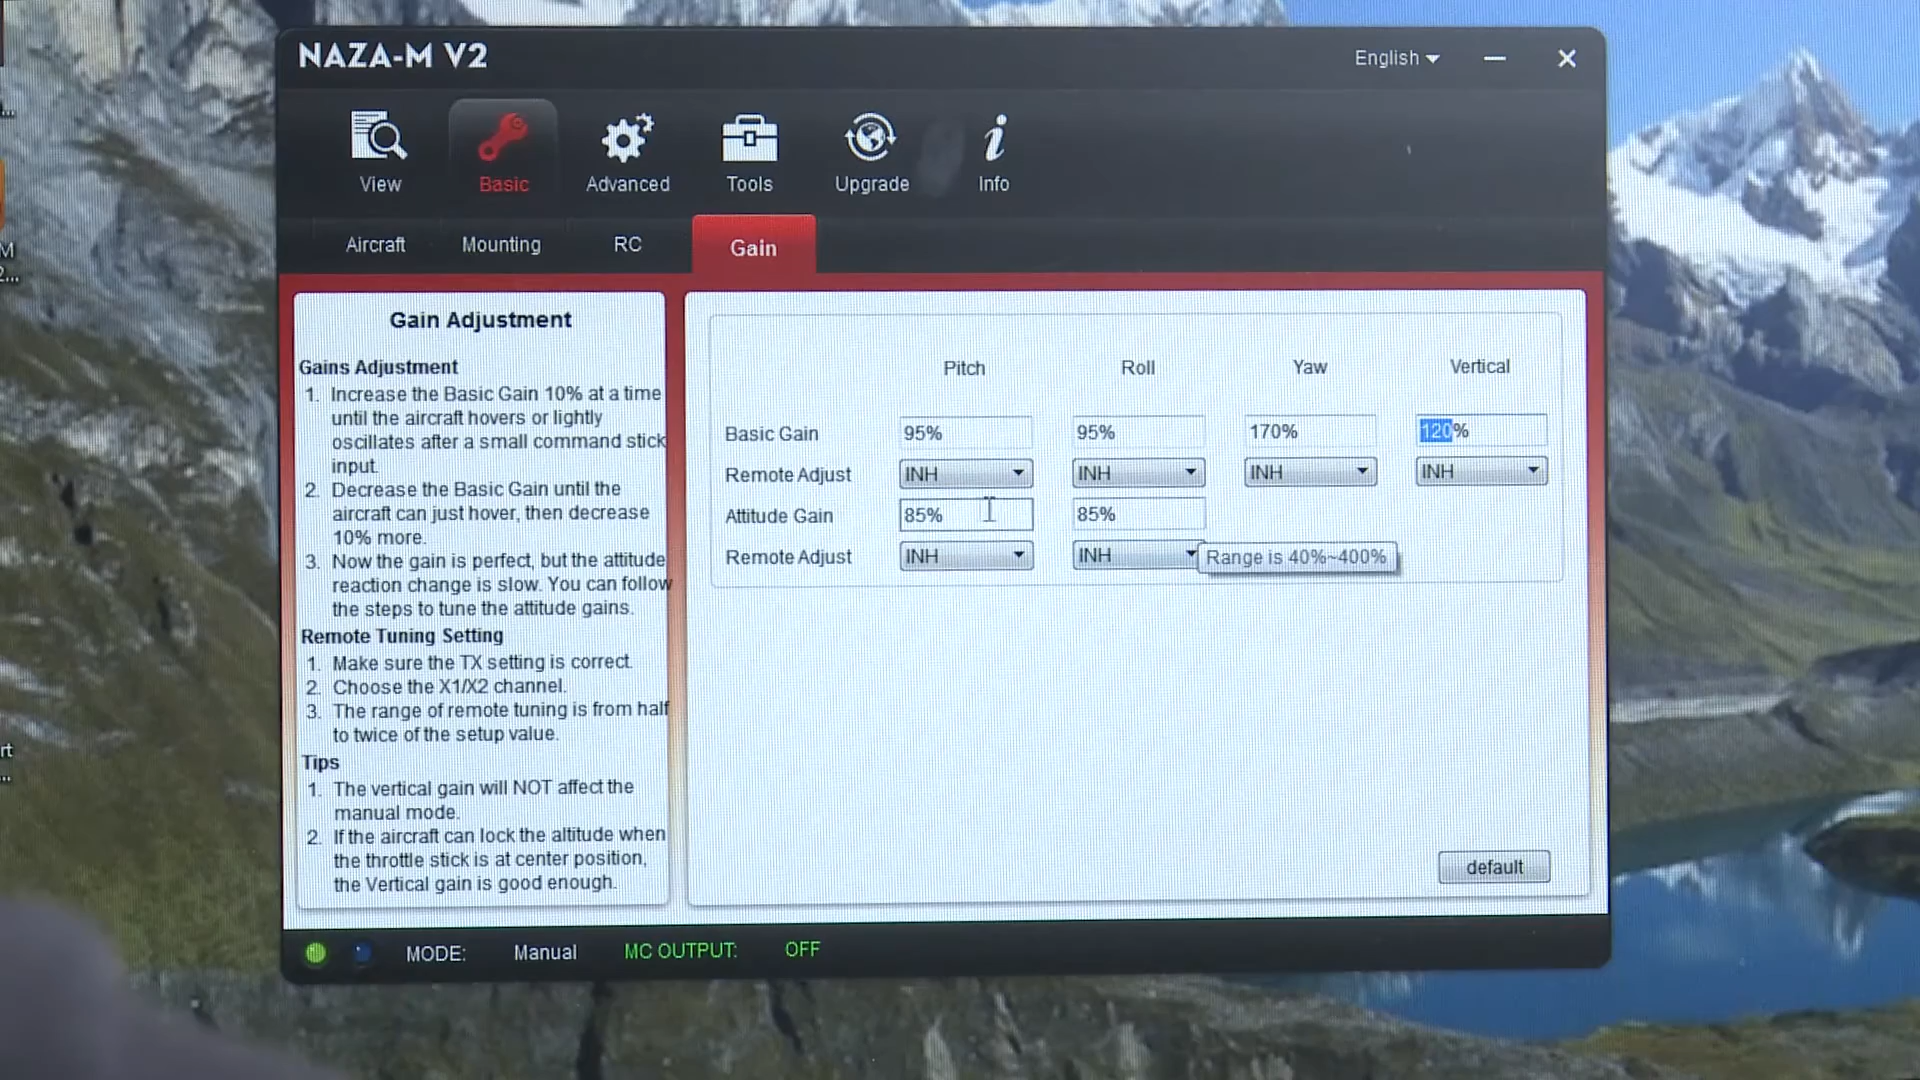 NAZA-M V2
English
View
Basic
Advanced
Tools
Upgrade
Info
Aircraft
Mounting
RC
Gain
Gain Adjustment
Gains Adjustment
1. Increase the Basic Gain 10% at a time
until the aircraft hovers or lightly
oscillates after a small command stick
input.
2. Decrease the Basic Gain until the
aircraft can just hover, then decrease
10% more.
3. Now the gain is perfect, but the attitude
reaction change is slow. You can follow
the steps to tune the attitude gains.
Remote Tuning Setting
1. Make sure the TX setting is correct.
2. Choose the X1/X2 channel.
3. The range of remote tuning is from half
to twice of the setup value.
Tips
1. The vertical gain will NOT affect the
manual mode.
2. If the aircraft can lock the altitude when
the throttle stick is at center position,
the Vertical gain is good enough.
Pitch Roll Yaw Vertical
Basic Gain 95% 95% 170% 120%
Remote Adjust INH INH INH INH
Attitude Gain 85% 85%
Remote Adjust INH INH Range is 40%~400%
default
MODE: Manual MC OUTPUT: OFF
M
2...
rt
...